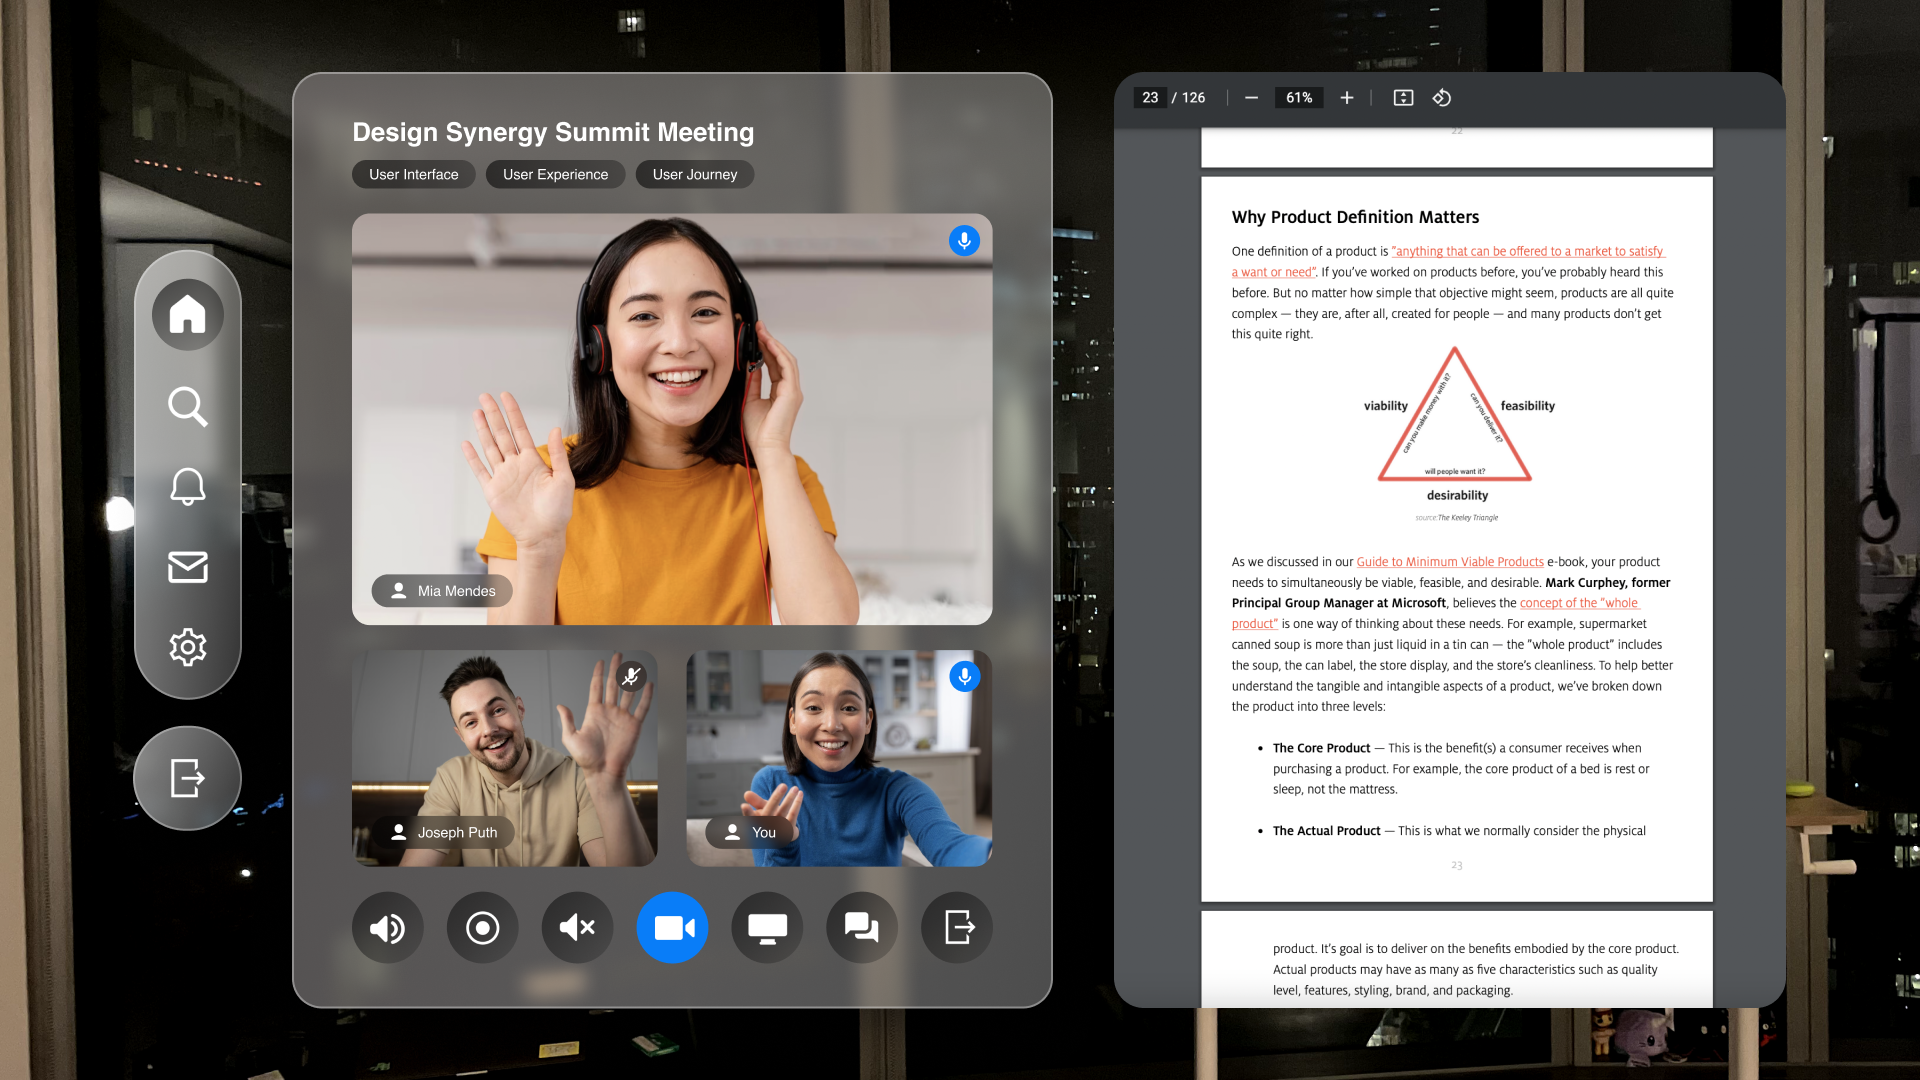 Design Synergy Summit Meeting
User Interface
User Experience
User Journey
Mia Mendes
Joseph Puth
You
23 / 126
61%
22
Why Product Definition Matters
One definition of a product is "anything that can be offered to a market to satisfy
a want or need". If you've worked on products before, you've probably heard this
before. But no matter how simple that objective might seem, products are all quite
complex — they are, after all, created for people — and many products don't get
this quite right.
viability
can you make money with it?
can you deliver it?
feasibility
will people want it?
desirability
source:The Keeley Triangle
As we discussed in our Guide to Minimum Viable Products e-book, your product
needs to simultaneously be viable, feasible, and desirable. Mark Curphey, former
Principal Group Manager at Microsoft, believes the concept of the "whole
product" is one way of thinking about these needs. For example, supermarket
canned soup is more than just liquid in a tin can — the "whole product" includes
the soup, the can label, the store display, and the store's cleanliness. To help better
understand the tangible and intangible aspects of a product, we've broken down
the product into three levels:
• The Core Product — This is the benefit(s) a consumer receives when
purchasing a product. For example, the core product of a bed is rest or
sleep, not the mattress.
• The Actual Product — This is what we normally consider the physical
23
product. It's goal is to deliver on the benefits embodied by the core product.
Actual products may have as many as five characteristics such as quality
level, features, styling, brand, and packaging.